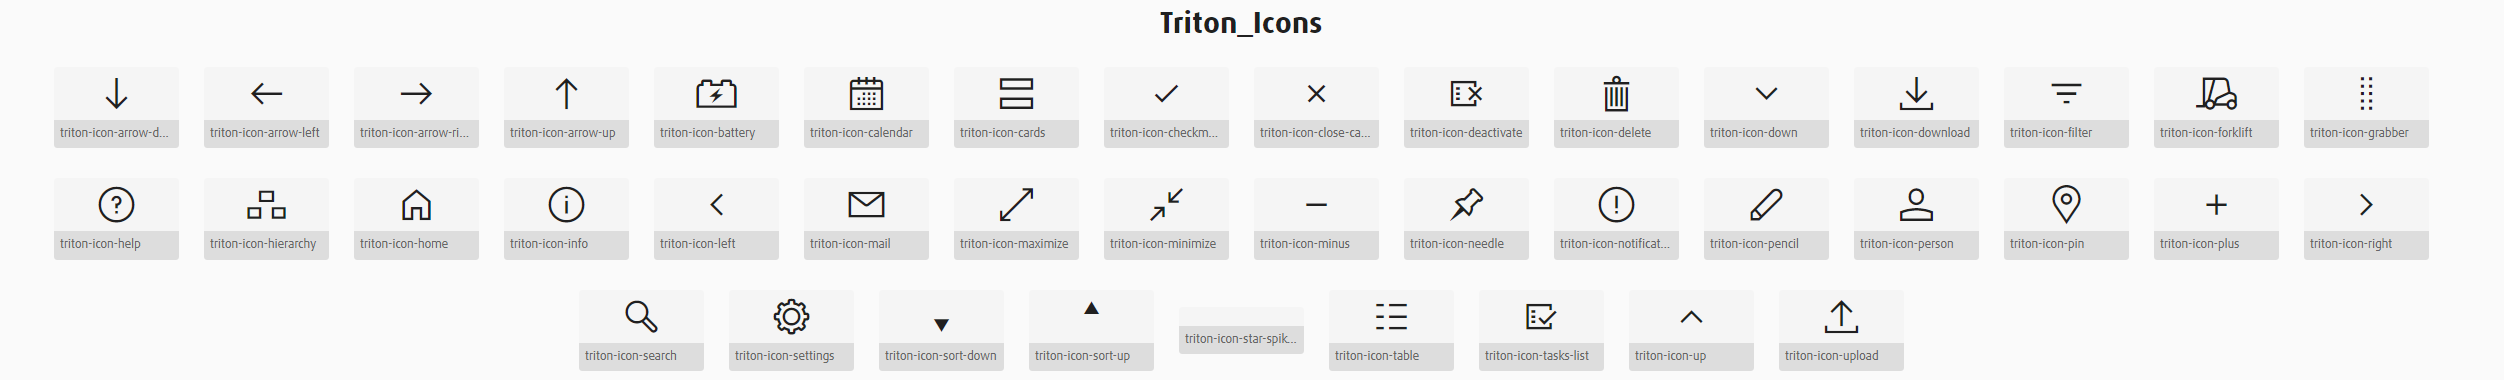 Triton_Icons
triton-icon-arrow-d... triton-icon-arrow-left triton-icon-arrow-ri... triton-icon-arrow-up triton-icon-battery triton-icon-calendar triton-icon-cards triton-icon-checkm... triton-icon-close-ca... triton-icon-deactivate triton-icon-delete triton-icon-down triton-icon-download triton-icon-filter triton-icon-forklift triton-icon-grabber
triton-icon-help triton-icon-hierarchy triton-icon-home triton-icon-info triton-icon-left triton-icon-mail triton-icon-maximize triton-icon-minimize triton-icon-minus triton-icon-needle triton-icon-notificat... triton-icon-pencil triton-icon-person triton-icon-pin triton-icon-plus triton-icon-right
triton-icon-search triton-icon-settings triton-icon-sort-down triton-icon-sort-up triton-icon-star-spik... triton-icon-table triton-icon-tasks-list triton-icon-up triton-icon-upload